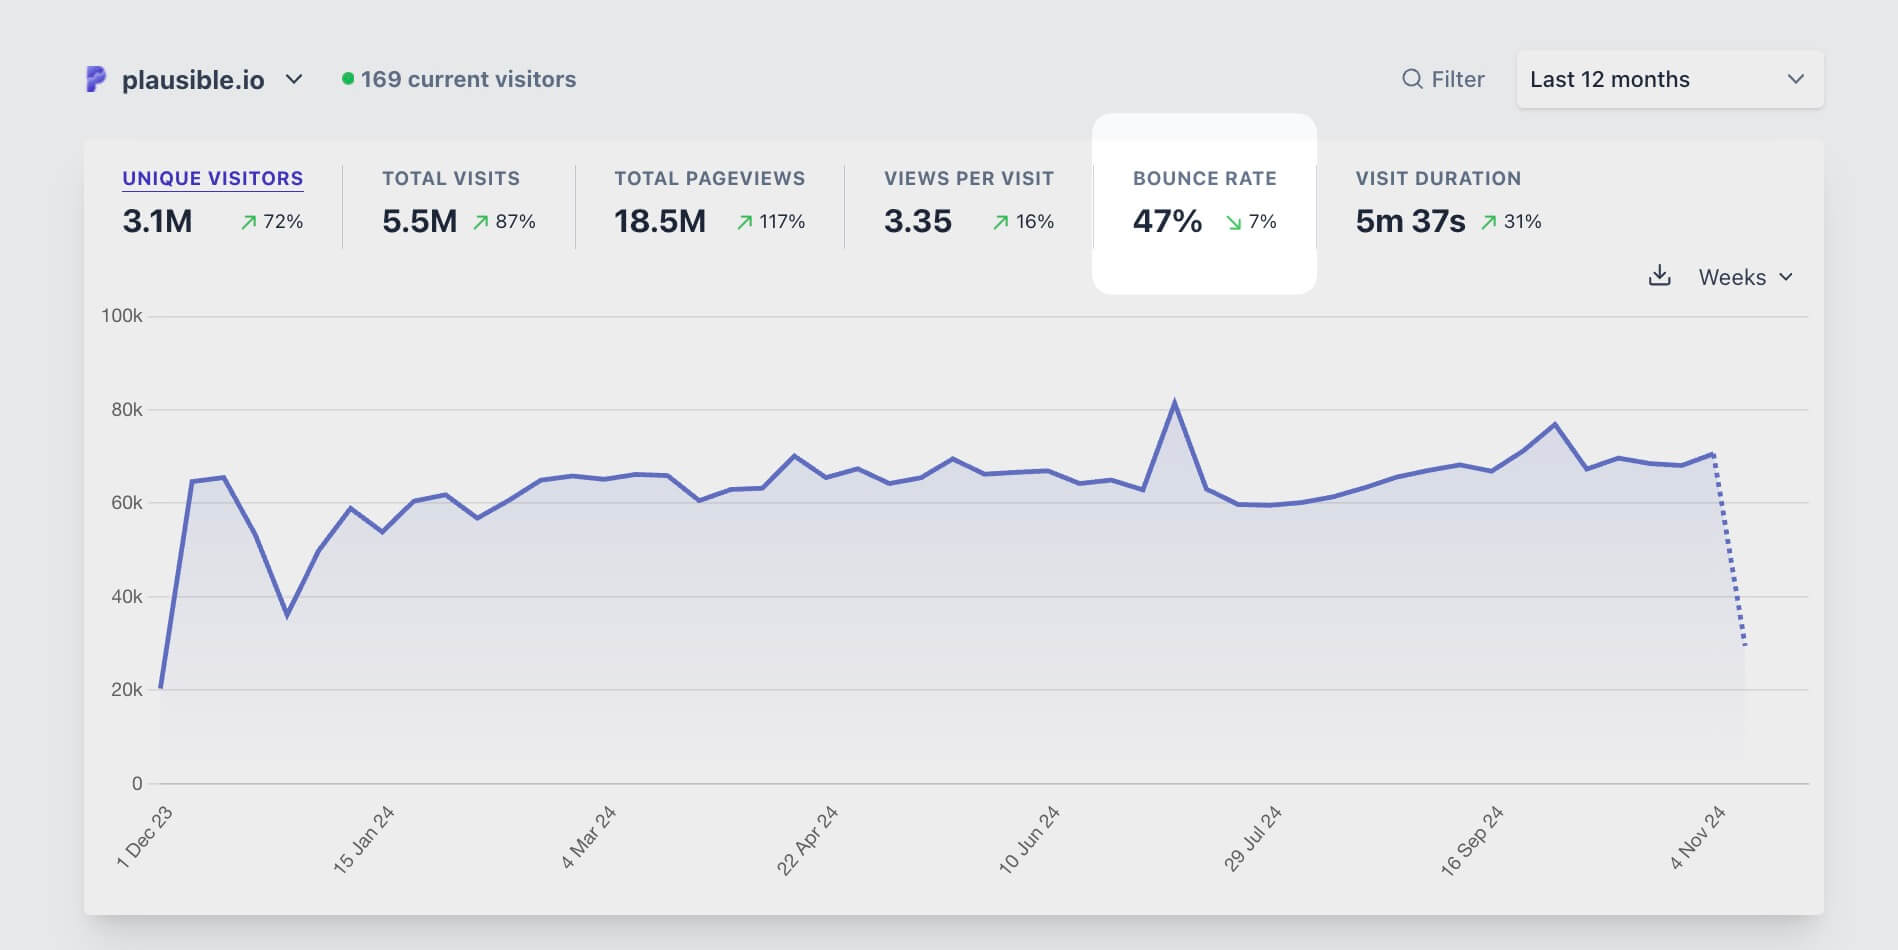 plausible.io
169 current visitors
Filter
Last 12 months
UNIQUE VISITORS
3.1M 72%
TOTAL VISITS
5.5M 87%
TOTAL PAGEVIEWS
18.5M 117%
VIEWS PER VISIT
3.35 16%
BOUNCE RATE
47% 7%
VISIT DURATION
5m 37s 31%
Weeks
100k
80k
60k
40k
20k
0
1 Dec 23
15 Jan 24
4 Mar 24
22 Apr 24
10 Jun 24
29 Jul 24
16 Sep 24
4 Nov 24